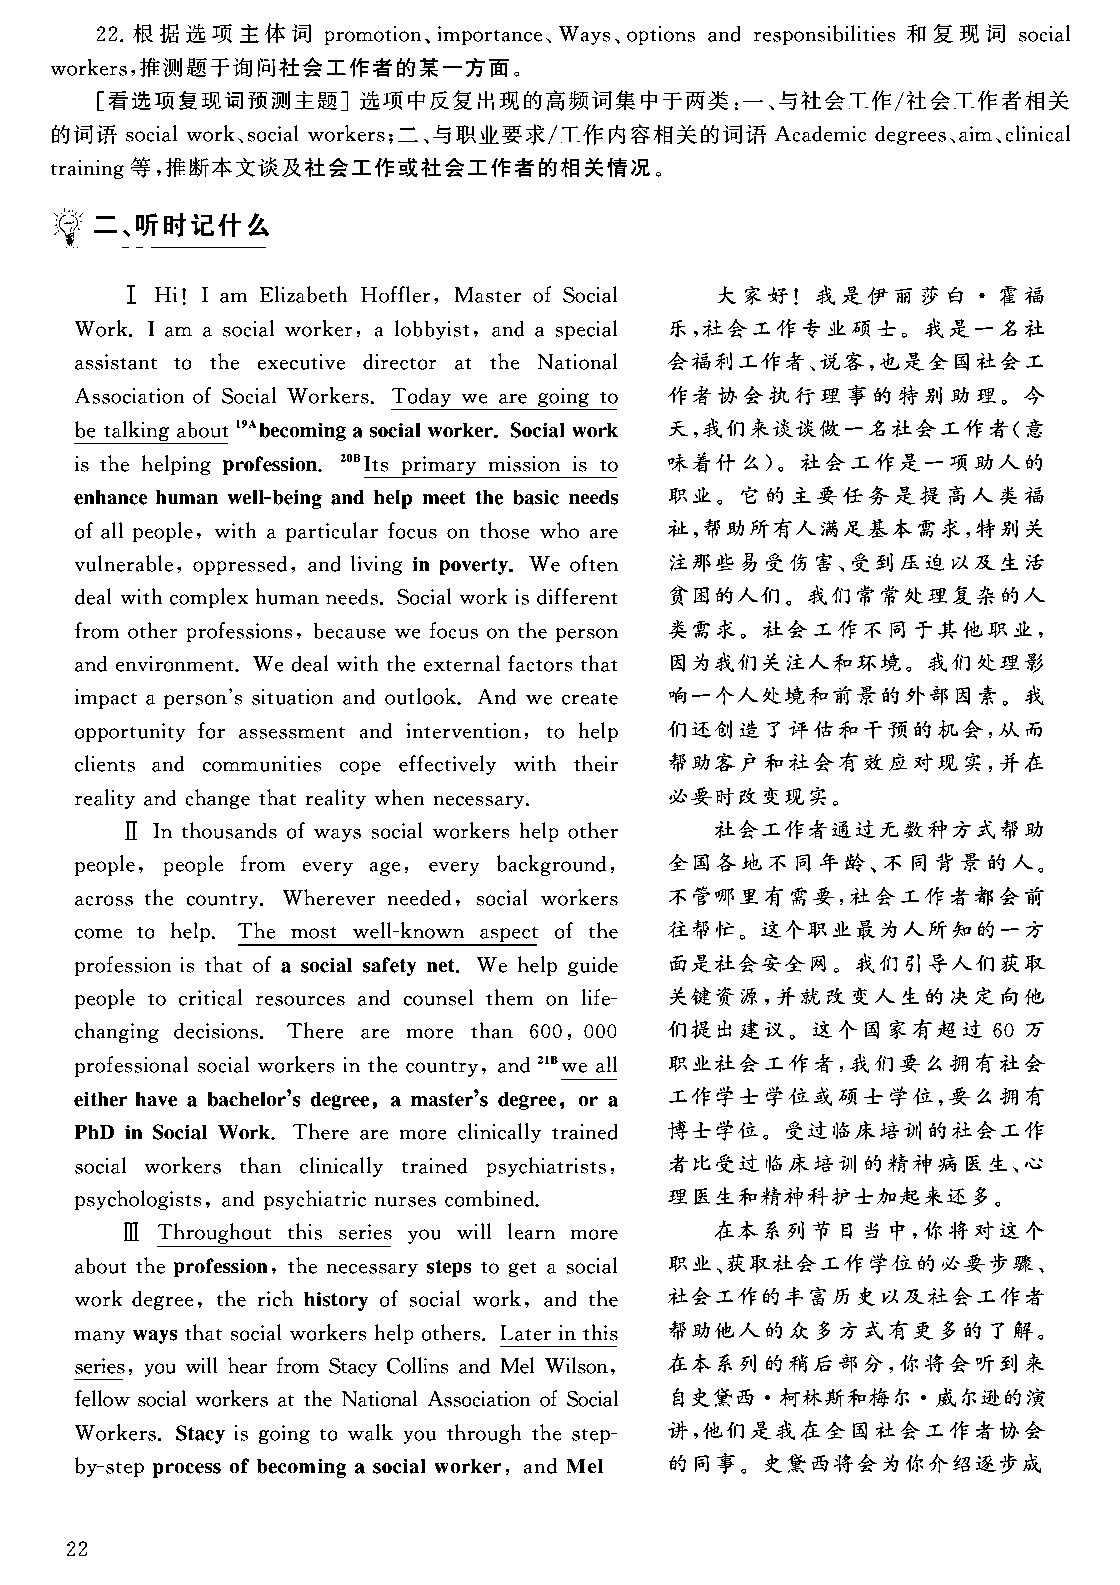 22. 根据选项主体词 promotion、importance、Ways、options and responsibilities 和复现词 social
workers,推测题于询问社会工作者的某一方面。
[看选项复现词预测主题] 选项中反复出现的高频词集中于两类:一、与社会工作/社会工作者相关
的词语 social work、social workers;二、与职业要求/工作内容相关的词语 Academic degrees、aim、clinical
training 等,推断本文谈及社会工作或社会工作者的相关情况。
二、听时记什么
Ⅰ Hi! I am Elizabeth Hoffler, Master of Social
Work. I am a social worker, a lobbyist, and a special
assistant to the executive director at the National
Association of Social Workers. Today we are going to
be talking about 19A becoming a social worker. Social work
is the helping profession. 20B Its primary mission is to
enhance human well-being and help meet the basic needs
of all people, with a particular focus on those who are
vulnerable, oppressed, and living in poverty. We often
deal with complex human needs. Social work is different
from other professions, because we focus on the person
and environment. We deal with the external factors that
impact a person's situation and outlook. And we create
opportunity for assessment and intervention, to help
clients and communities cope effectively with their
reality and change that reality when necessary.
Ⅱ In thousands of ways social workers help other
people, people from every age, every background,
across the country. Wherever needed, social workers
come to help. The most well-known aspect of the
profession is that of a social safety net. We help guide
people to critical resources and counsel them on life-
changing decisions. There are more than 600, 000
professional social workers in the country, and 21B we all
either have a bachelor's degree, a master's degree, or a
PhD in Social Work. There are more clinically trained
social workers than clinically trained psychiatrists,
psychologists, and psychiatric nurses combined.
Ⅲ Throughout this series you will learn more
about the profession, the necessary steps to get a social
work degree, the rich history of social work, and the
many ways that social workers help others. Later in this
series, you will hear from Stacy Collins and Mel Wilson,
fellow social workers at the National Association of Social
Workers. Stacy is going to walk you through the step-
by-step process of becoming a social worker, and Mel
大家好! 我是伊丽莎白·霍福
乐,社会工作专业硕士。我是一名社
会福利工作者、说客,也是全国社会工
作者协会执行理事的特别助理。今
天,我们来谈谈做一名社会工作者(意
味着什么)。社会工作是一项助人的
职业。它的主要任务是提高人类福
祉,帮助所有人满足基本需求,特别关
注那些易受伤害、受到压迫以及生活
贫困的人们。我们常常处理复杂的人
类需求。社会工作不同于其他职业,
因为我们关注人和环境。我们处理影
响一个人处境和前景的外部因素。我
们还创造了评估和干预的机会,从而
帮助客户和社会有效应对现实,并在
必要时改变现实。
社会工作者通过无数种方式帮助
全国各地不同年龄、不同背景的人。
不管哪里有需要,社会工作者都会前
往帮忙。这个职业最为人所知的一方
面是社会安全网。我们引导人们获取
关键资源,并就改变人生的决定向他
们提出建议。这个国家有超过 60 万
职业社会工作者,我们要么拥有社会
工作学士学位或硕士学位,要么拥有
博士学位。受过临床培训的社会工作
者比受过临床培训的精神病医生、心
理医生和精神科护士加起来还多。
在本系列节目当中,你将对这个
职业、获取社会工作学位的必要步骤、
社会工作的丰富历史以及社会工作者
帮助他人的众多方式有更多的了解。
在本系列的稍后部分,你将会听到来
自史黛西·柯林斯和梅尔·威尔逊的演
讲,他们是我在全国社会工作者协会
的同事。史黛西将会为你介绍逐步成
22